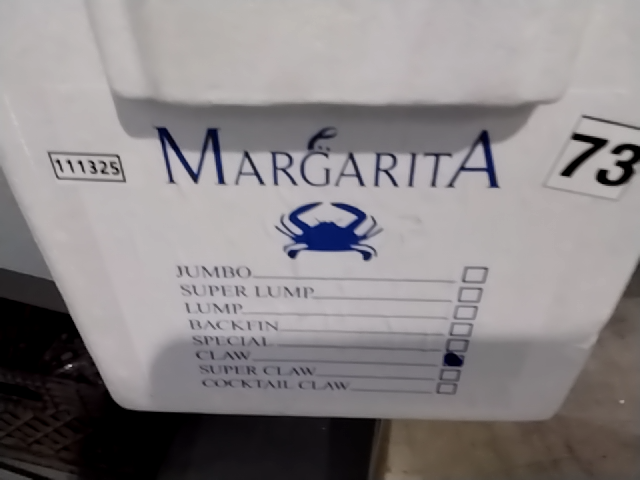 MARGARITA
111325
73
JUMBO
SUPER LUMP
LUMP
BACKFIN
SPECIAL
CLAW
SUPER CLAW
COCKTAIL CLAW